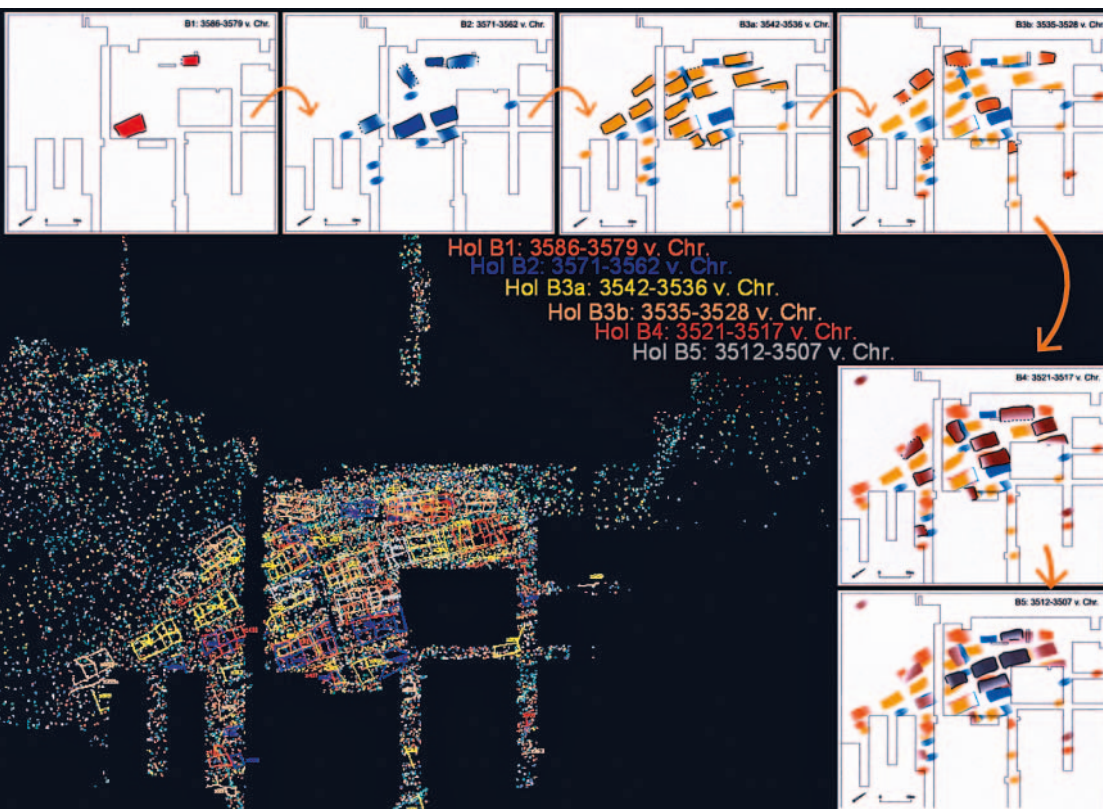 B1: 3586-3579 v. Chr.
B2: 3571-3562 v. Chr.
B3a: 3542-3536 v. Chr.
B3b: 3535-3528 v. Chr.
Hol B1: 3586-3579 v. Chr.
Hol B2: 3571-3562 v. Chr.
Hol B3a: 3542-3536 v. Chr.
Hol B3b: 3535-3528 v. Chr.
Hol B4: 3521-3517 v. Chr.
Hol B5: 3512-3507 v. Chr.
B4: 3521-3517 v. Chr.
B5: 3512-3507 v. Chr.